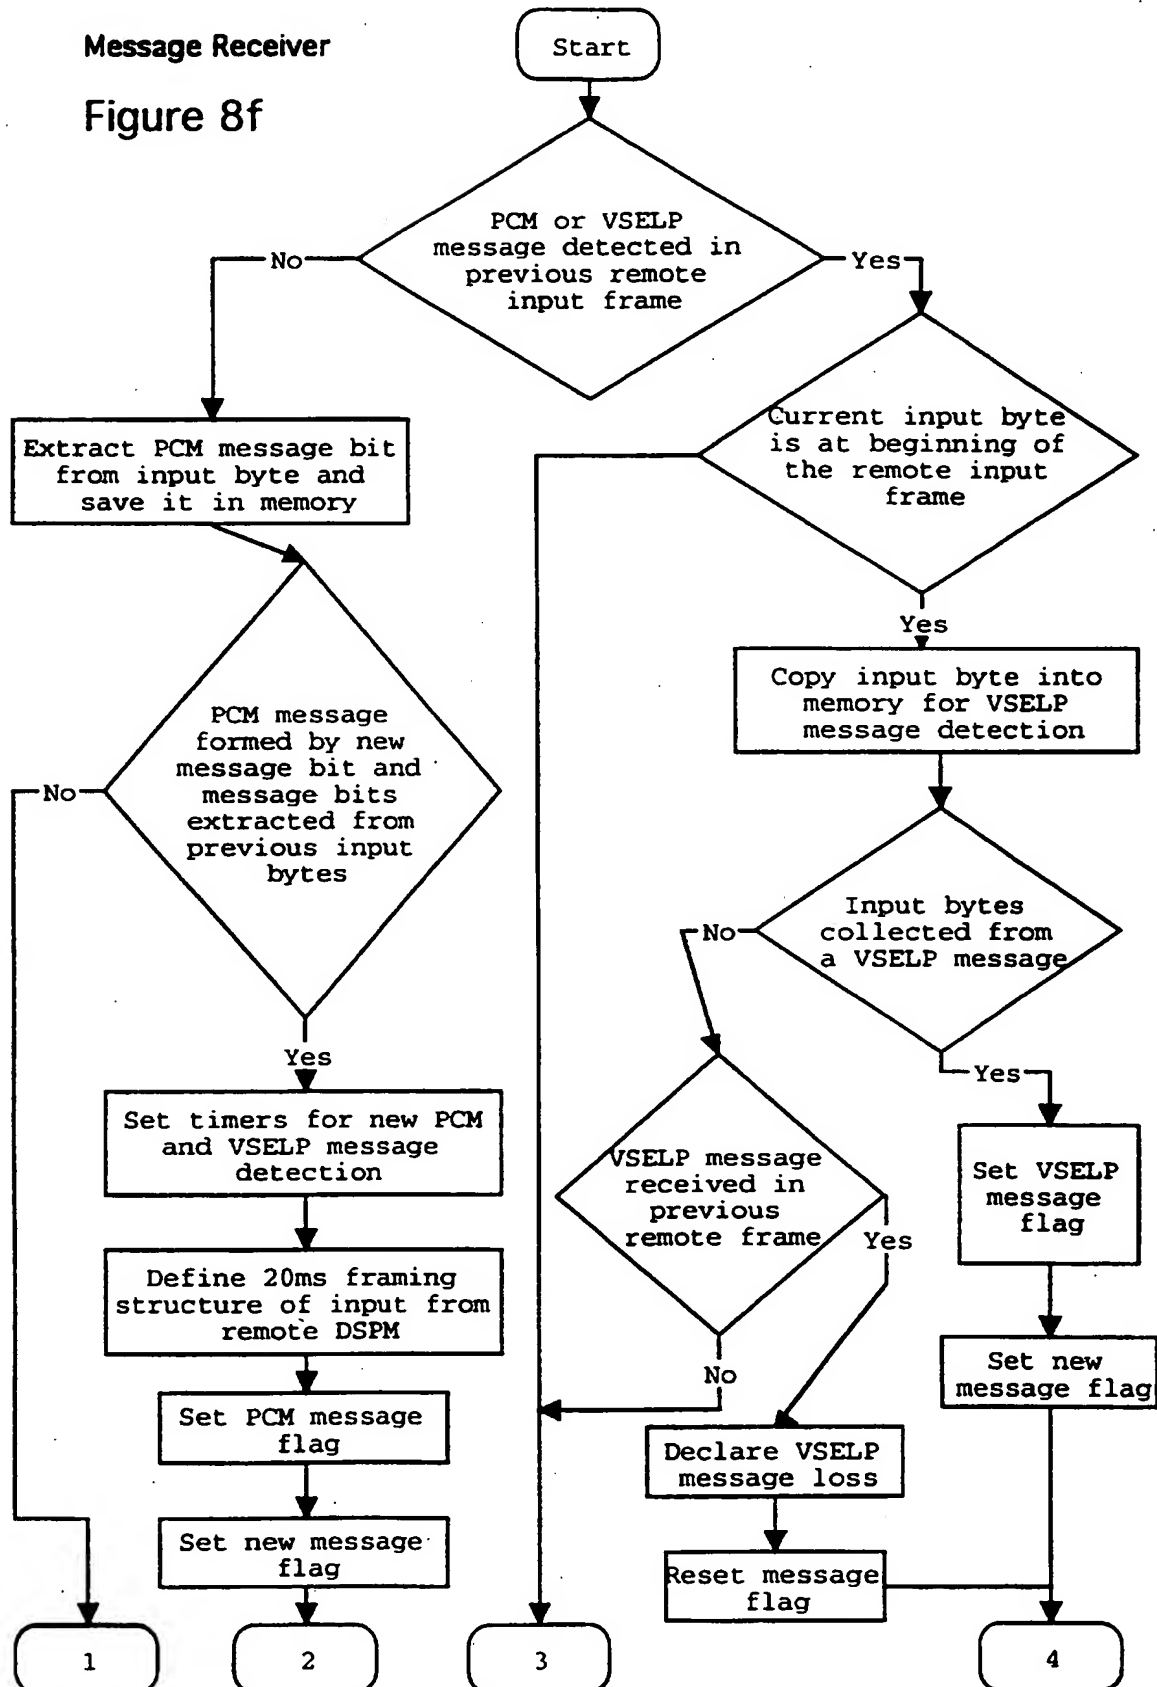 Message Receiver
Figure 8f
Start
PCM or VSELP
message detected in
previous remote
input frame
No
Yes
Extract PCM message bit
from input byte and
save it in memory
Current input byte
is at beginning of
the remote input
frame
Yes
Copy input byte into
memory for VSELP
message detection
PCM message
formed by new
message bit and
message bits
extracted from
previous input
bytes
No
Yes
Input bytes
collected from
a VSELP message
No
Yes
Set timers for new PCM
and VSELP message
detection
VSELP message
received in
previous
remote frame
Yes
No
Set VSELP
message
flag
Define 20ms framing
structure of input from
remote DSPM
Set new
message flag
Set PCM message
flag
Declare VSELP
message loss
Set new message
flag
Reset message
flag
1
2
3
4